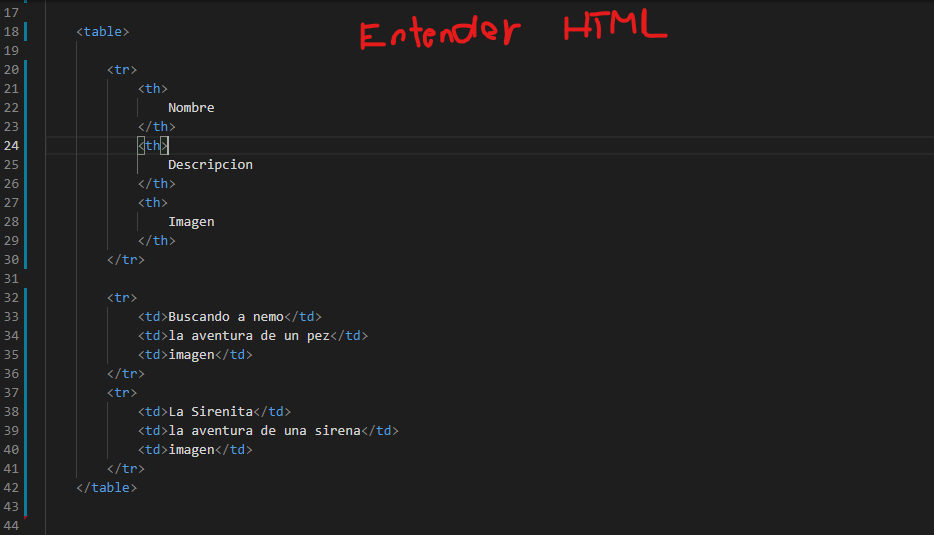 Entender HTML
17
18 <table>
19
20 <tr>
21 <th>
22 Nombre
23 </th>
24 <th>
25 Descripcion
26 </th>
27 <th>
28 Imagen
29 </th>
30 </tr>
31
32 <tr>
33 <td>Buscando a nemo</td>
34 <td>la aventura de un pez</td>
35 <td>imagen</td>
36 </tr>
37 <tr>
38 <td>La Sirenita</td>
39 <td>la aventura de una sirena</td>
40 <td>imagen</td>
41 </tr>
42 </table>
43
44